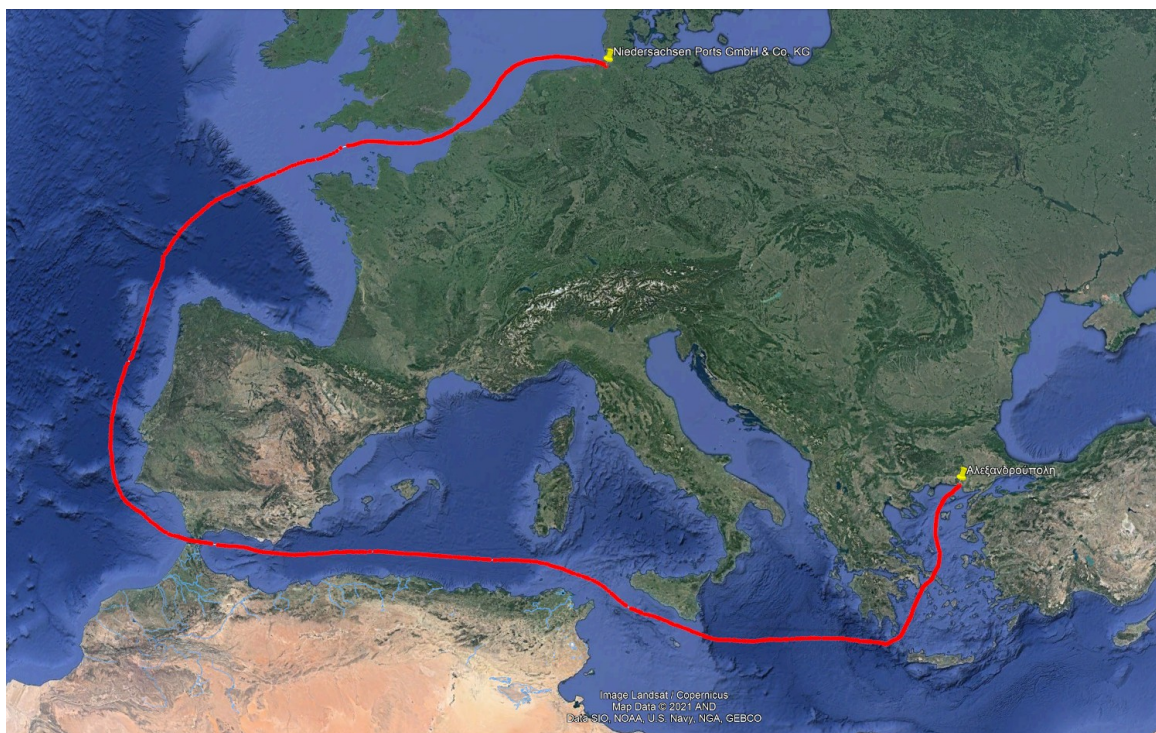 Niedersachsen Ports GmbH & Co. KG
Αλεξανδρούπολη
Image Landsat / Copernicus
Map Data © 2021 AND
Data SIO, NOAA, U.S. Navy, NGA, GEBCO